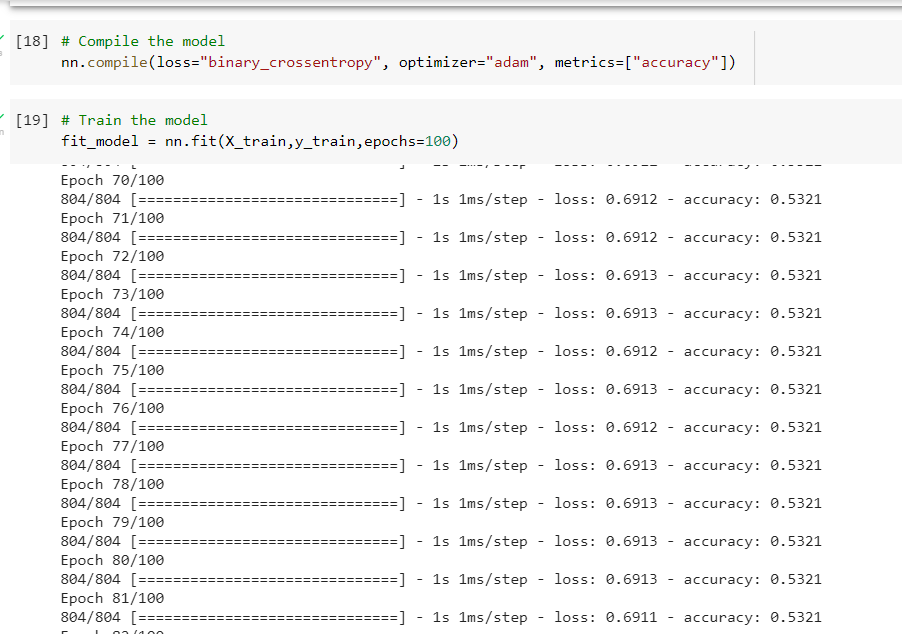 [18] # Compile the model
nn.compile(loss="binary_crossentropy", optimizer="adam", metrics=["accuracy"])
[19] # Train the model
fit_model = nn.fit(X_train,y_train,epochs=100)
Epoch 70/100
804/804 [==============================] - 1s 1ms/step - loss: 0.6912 - accuracy: 0.5321
Epoch 71/100
804/804 [==============================] - 1s 1ms/step - loss: 0.6912 - accuracy: 0.5321
Epoch 72/100
804/804 [==============================] - 1s 1ms/step - loss: 0.6913 - accuracy: 0.5321
Epoch 73/100
804/804 [==============================] - 1s 1ms/step - loss: 0.6913 - accuracy: 0.5321
Epoch 74/100
804/804 [==============================] - 1s 1ms/step - loss: 0.6912 - accuracy: 0.5321
Epoch 75/100
804/804 [==============================] - 1s 1ms/step - loss: 0.6913 - accuracy: 0.5321
Epoch 76/100
804/804 [==============================] - 1s 1ms/step - loss: 0.6912 - accuracy: 0.5321
Epoch 77/100
804/804 [==============================] - 1s 1ms/step - loss: 0.6913 - accuracy: 0.5321
Epoch 78/100
804/804 [==============================] - 1s 1ms/step - loss: 0.6913 - accuracy: 0.5321
Epoch 79/100
804/804 [==============================] - 1s 1ms/step - loss: 0.6913 - accuracy: 0.5321
Epoch 80/100
804/804 [==============================] - 1s 1ms/step - loss: 0.6913 - accuracy: 0.5321
Epoch 81/100
804/804 [==============================] - 1s 1ms/step - loss: 0.6911 - accuracy: 0.5321